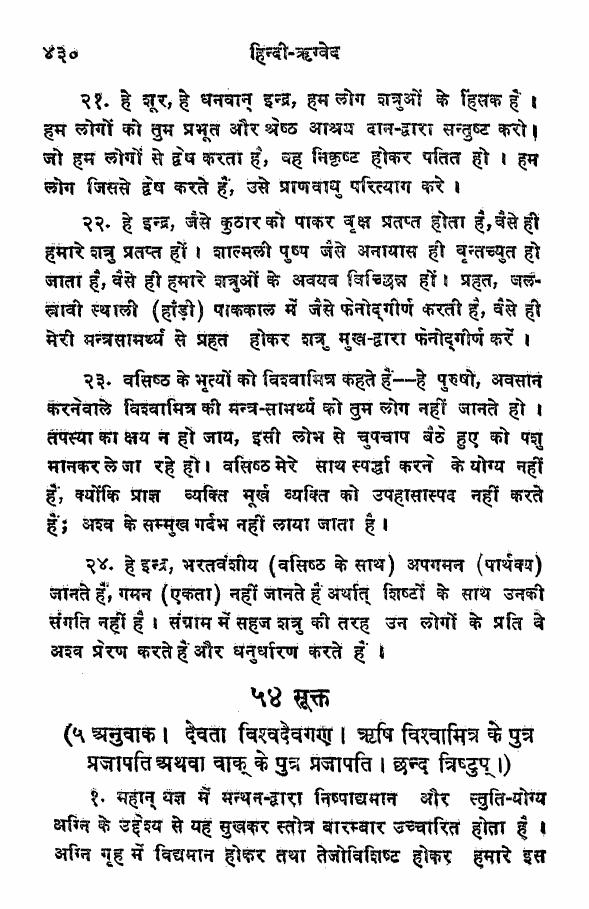 ४३० हिन्दी-ऋग्वेद
२१. हे शूर, हे धनवान् इन्द्र, हम लोग शत्रुओं के हिंसक हैं ।
हम लोगों को तुम प्रभूत और श्रेष्ठ आश्रय दान-द्वारा सन्तुष्ट करो।
जो हम लोगों से द्वेष करता है, वह निकृष्ट होकर पतित हो । हम
लोग जिससे द्वेष करते हैं, उसे प्राणवायु परित्याग करे ।
२२. हे इन्द्र, जैसे कुठार को पाकर वृक्ष प्रतप्त होता है, वैसे ही
हमारे शत्रु प्रतप्त हों । शाल्मली पुष्प जैसे अनायास ही वृन्तच्युत हो
जाता है, वैसे ही हमारे शत्रुओं के अवयव विच्छिन्न हों । प्रहत, जल-
स्रावी स्थाली (हांड़ी) पाककाल में जैसे फेनोद्गीर्ण करती है, वैसे ही
मेरी मन्त्रसामर्थ्य से प्रहत होकर शत्रु मुख-द्वारा फेनोद्गीर्ण करें ।
२३. वसिष्ठ के भृत्यों को विश्वामित्र कहते हैं--हे पुरुषो, अवसान
करनेवाले विश्वामित्र की मन्त्र-सामर्थ्य को तुम लोग नहीं जानते हो ।
तपस्या का क्षय न हो जाय, इसी लोभ से चुपचाप बैठे हुए को पशु
मानकर ले जा रहे हो। वसिष्ठ मेरे साथ स्पर्द्धा करने के योग्य नहीं
हैं, क्योंकि प्राज्ञ व्यक्ति मूर्ख व्यक्ति को उपहासास्पद नहीं करते
हैं; अश्व के सम्मुख गर्दभ नहीं लाया जाता है ।
२४. हे इन्द्र, भरतवंशीय (वसिष्ठ के साथ) अपगमन (पार्थक्य)
जानते हैं, गमन (एकता) नहीं जानते हैं अर्थात् शिष्टों के साथ उनकी
संगति नहीं है । संग्राम में सहज शत्रु की तरह उन लोगों के प्रति वे
अश्व प्रेरण करते हैं और धनुर्धारण करते हैं ।
५४ सूक्त
(५ अनुवाक । देवता विश्वदेवगण । ऋषि विश्वामित्र के पुत्र
प्रजापति अथवा वाक् के पुत्र प्रजापति । छन्द त्रिष्टुप् ।)
१. महान् यज्ञ में मन्थन-द्वारा निष्पाद्यमान और स्तुति-योग्य
अग्नि के उद्देश्य से यह सुखकर स्तोत्र बारम्बार उच्चारित होता है ।
अग्नि गृह में विद्यमान होकर तथा तेजोविशिष्ट होकर हमारे इस